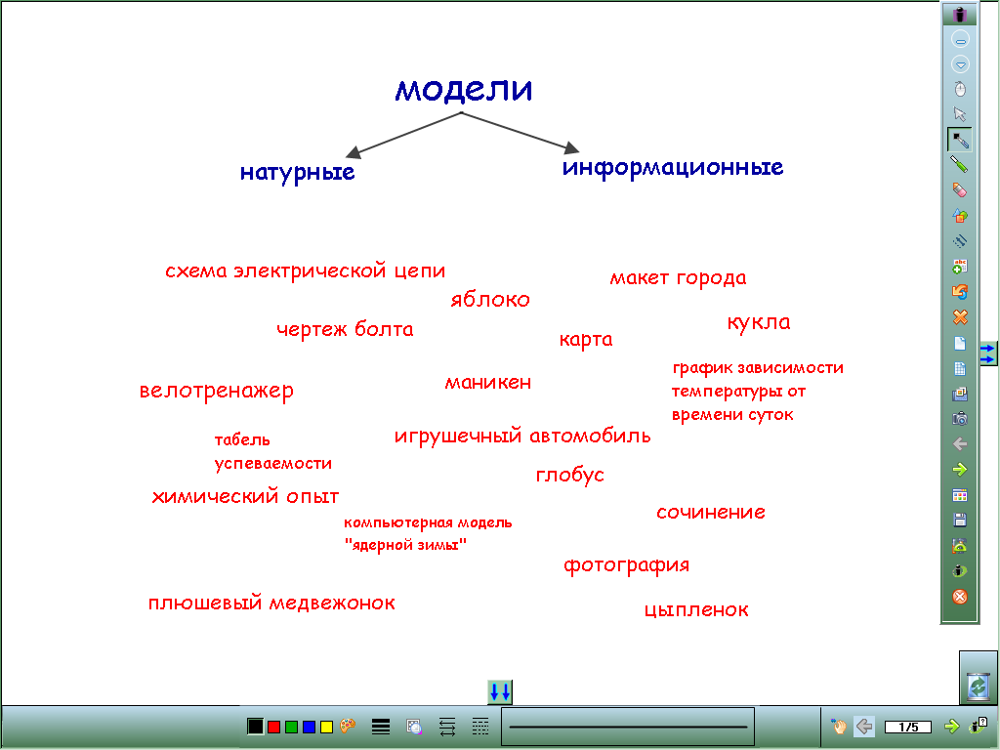 модели
натурные
информационные
схема электрической цепи
макет города
яблоко
чертеж болта
кукла
карта
график зависимости
температуры от
времени суток
маникен
велотренажер
табель
успеваемости
игрушечный автомобиль
глобус
химический опыт
сочинение
компьютерная модель
"ядерной зимы"
фотография
плюшевый медвежонок
цыпленок
abc
1/5